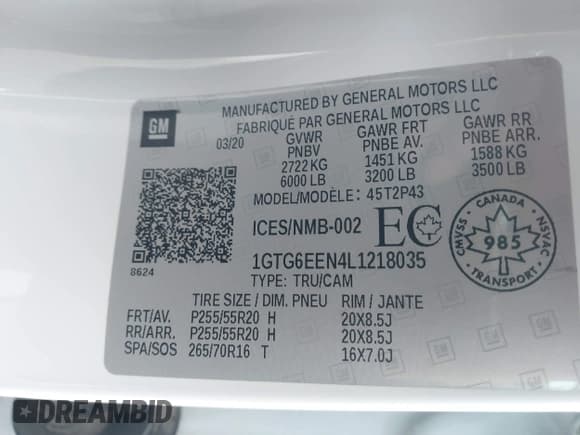 MANUFACTURED BY GENERAL MOTORS LLC
FABRIQUÉ PAR GENERAL MOTORS LLC
GM
03/20 GVWR GAWR FRT GAWR RR
PNBV PNBE AV. PNBE ARR.
2722 KG 1451 KG 1588 KG
6000 LB 3200 LB 3500 LB
MODEL/MODÈLE: 45T2P43
ICES/NMB-002 EC
CANADA
CMVSS 985 NSVAC
TRANSPORT
8624
1GTG6EEN4L1218035
TYPE: TRU/CAM
TIRE SIZE / DIM. PNEU RIM / JANTE
FRT/AV. P255/55R20 H 20X8.5J
RR/ARR. P255/55R20 H 20X8.5J
SPA/SOS 265/70R16 T 16X7.0J
DREAMBID